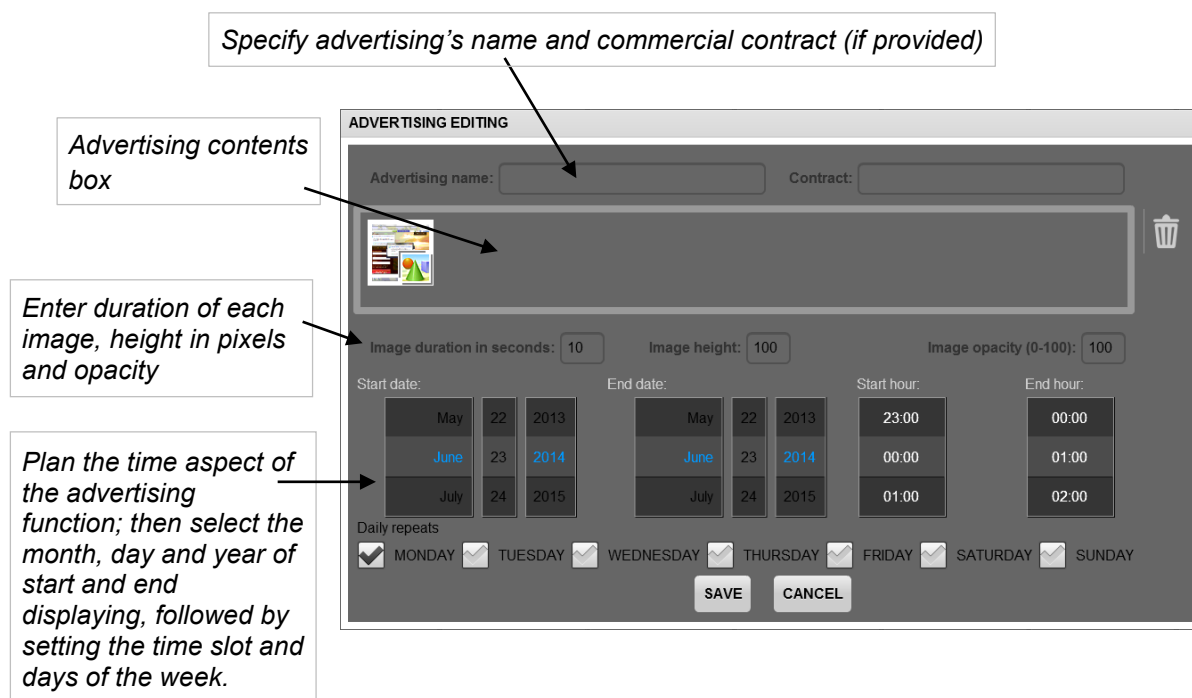 Specify advertising’s name and commercial contract (if provided)
ADVERTISING EDITING
Advertising contents
box
Advertising name:
Contract:
Enter duration of each
image, height in pixels
and opacity
Image duration in seconds: 10
Image height: 100
Image opacity (0-100): 100
Start date:
End date:
Start hour:
End hour:
May 22 2013
May 22 2013
23:00
00:00
June 23 2014
June 23 2014
00:00
01:00
July 24 2015
July 24 2015
01:00
02:00
Plan the time aspect of
the advertising
function; then select the
month, day and year of
start and end
displaying, followed by
setting the time slot and
days of the week.
Daily repeats
MONDAY TUESDAY WEDNESDAY THURSDAY FRIDAY SATURDAY SUNDAY
SAVE
CANCEL